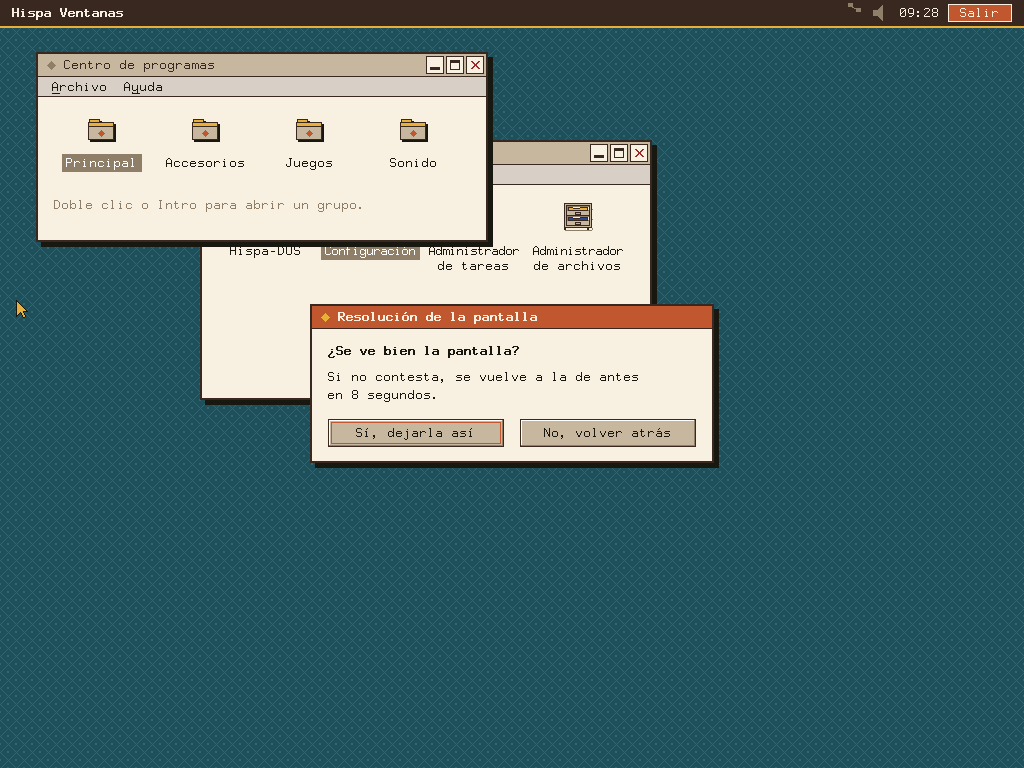 Hispa Ventanas
09:28
Salir
Centro de programas
Archivo Ayuda
Principal
Accesorios
Juegos
Sonido
Doble clic o Intro para abrir un grupo.
Hispa-DOS
Configuración
Administrador
de tareas
Administrador
de archivos
Resolución de la pantalla
¿Se ve bien la pantalla?
Si no contesta, se vuelve a la de antes
en 8 segundos.
Sí, dejarla así
No, volver atrás